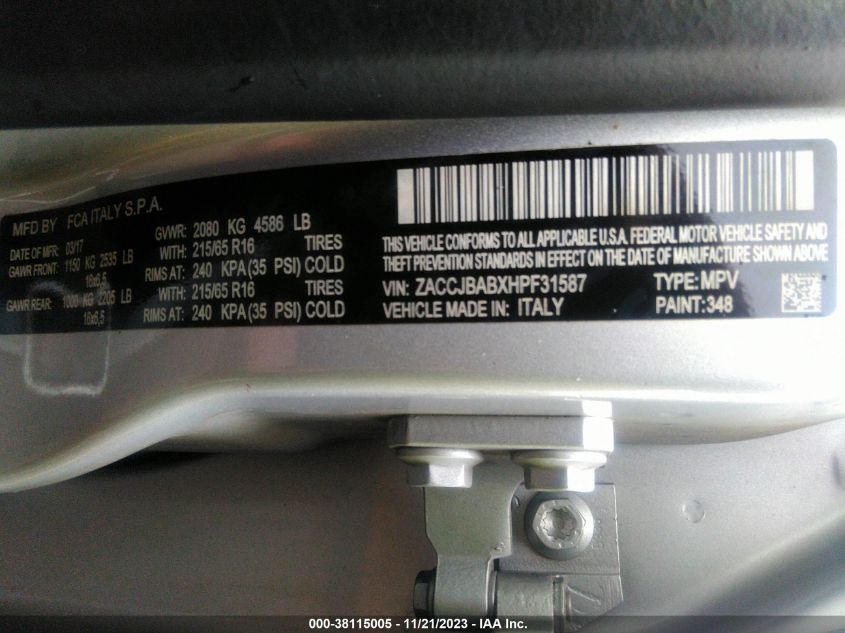 MFD BY FCA ITALY S.P.A.
DATE OF MFR 03/17 GVWR: 2080 KG 4586 LB
GAWR FRONT: 1150 KG 2535 LB WITH: 215/65 R16 TIRES
16x6,5 RIMS AT: 240 KPA(35 PSI) COLD
GAWR REAR: 1000 KG 2205 LB WITH: 215/65 R16 TIRES
16x6,5 RIMS AT: 240 KPA(35 PSI) COLD
THIS VEHICLE CONFORMS TO ALL APPLICABLE U.S.A. FEDERAL MOTOR VEHICLE SAFETY AND
THEFT PREVENTION STANDARDS IN EFFECT ON THE DATE OF MANUFACTURE SHOWN ABOVE
VIN: ZACCJBABXHPF31587 TYPE: MPV
VEHICLE MADE IN: ITALY PAINT: 348
000-38115005 - 11/21/2023 - IAA Inc.